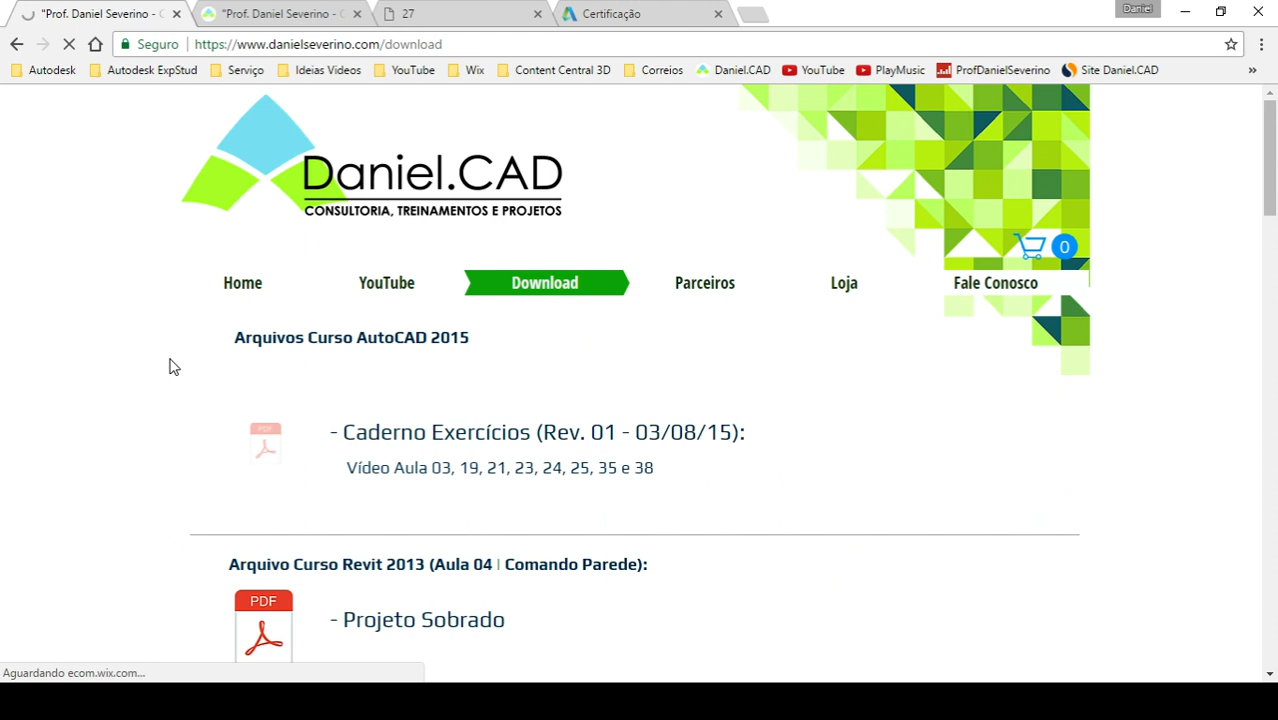 "Prof. Daniel Severino - C
"Prof. Daniel Severino - C
27
Certificação
Daniel
Seguro
https://www.danielseverino.com/download
Autodesk
Autodesk ExpStud
Serviço
Ideias Videos
YouTube
Wix
Content Central 3D
Correios
Daniel.CAD
YouTube
PlayMusic
ProfDanielSeverino
Site Daniel.CAD
»
Daniel.CAD
CONSULTORIA, TREINAMENTOS E PROJETOS
0
Home
YouTube
Download
Parceiros
Loja
Fale Conosco
Arquivos Curso AutoCAD 2015
PDF
- Caderno Exercícios (Rev. 01 - 03/08/15):
Vídeo Aula 03, 19, 21, 23, 24, 25, 35 e 38
Arquivo Curso Revit 2013 (Aula 04 | Comando Parede):
PDF
- Projeto Sobrado
Aguardando ecom.wix.com...